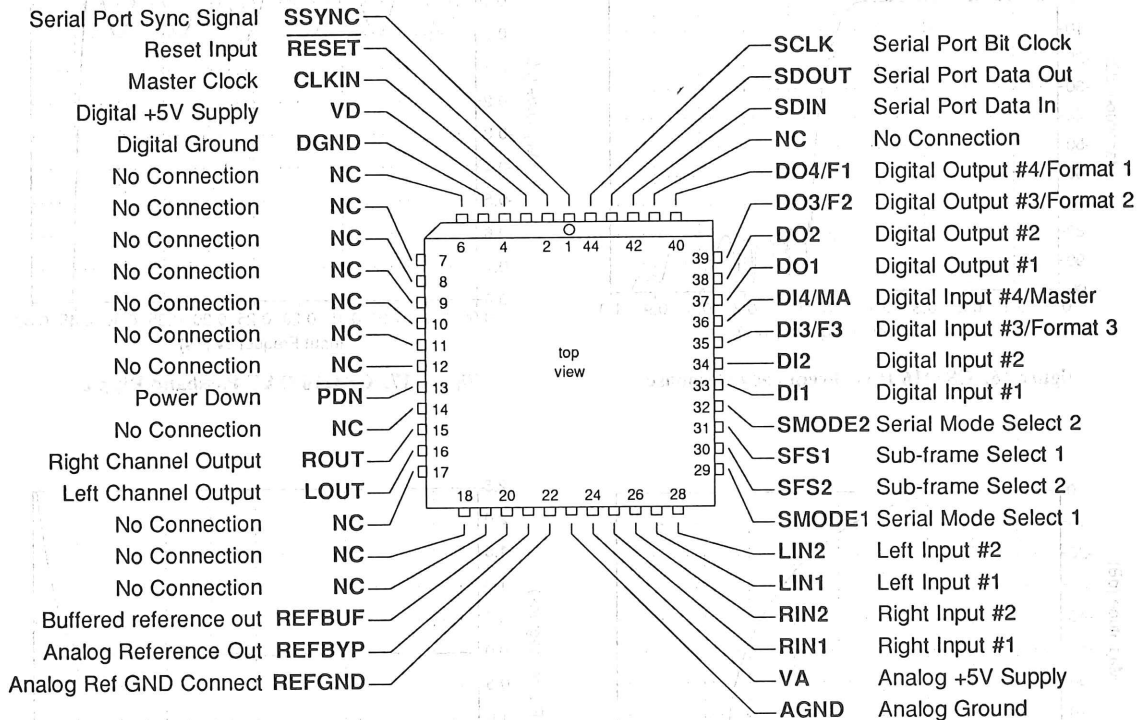 Serial Port Sync Signal SSYNC
Reset Input RESET
Master Clock CLKIN
Digital +5V Supply VD
Digital Ground DGND
No Connection NC
No Connection NC
No Connection NC
No Connection NC
No Connection NC
No Connection NC
No Connection NC
Power Down PDN
No Connection NC
Right Channel Output ROUT
Left Channel Output LOUT
No Connection NC
No Connection NC
No Connection NC
Buffered reference out REFBUF
Analog Reference Out REFBYP
Analog Ref GND Connect REFGND
6 4 2 1 44 42 40
7
8
9
10
11
12
13
14
15
16
17
top
view
39
38
37
36
35
34
33
32
31
30
29
18 20 22 24 26 28
SCLK Serial Port Bit Clock
SDOUT Serial Port Data Out
SDIN Serial Port Data In
NC No Connection
DO4/F1 Digital Output #4/Format 1
DO3/F2 Digital Output #3/Format 2
DO2 Digital Output #2
DO1 Digital Output #1
DI4/MA Digital Input #4/Master
DI3/F3 Digital Input #3/Format 3
DI2 Digital Input #2
DI1 Digital Input #1
SMODE2 Serial Mode Select 2
SFS1 Sub-frame Select 1
SFS2 Sub-frame Select 2
SMODE1 Serial Mode Select 1
LIN2 Left Input #2
LIN1 Left Input #1
RIN2 Right Input #2
RIN1 Right Input #1
VA Analog +5V Supply
AGND Analog Ground